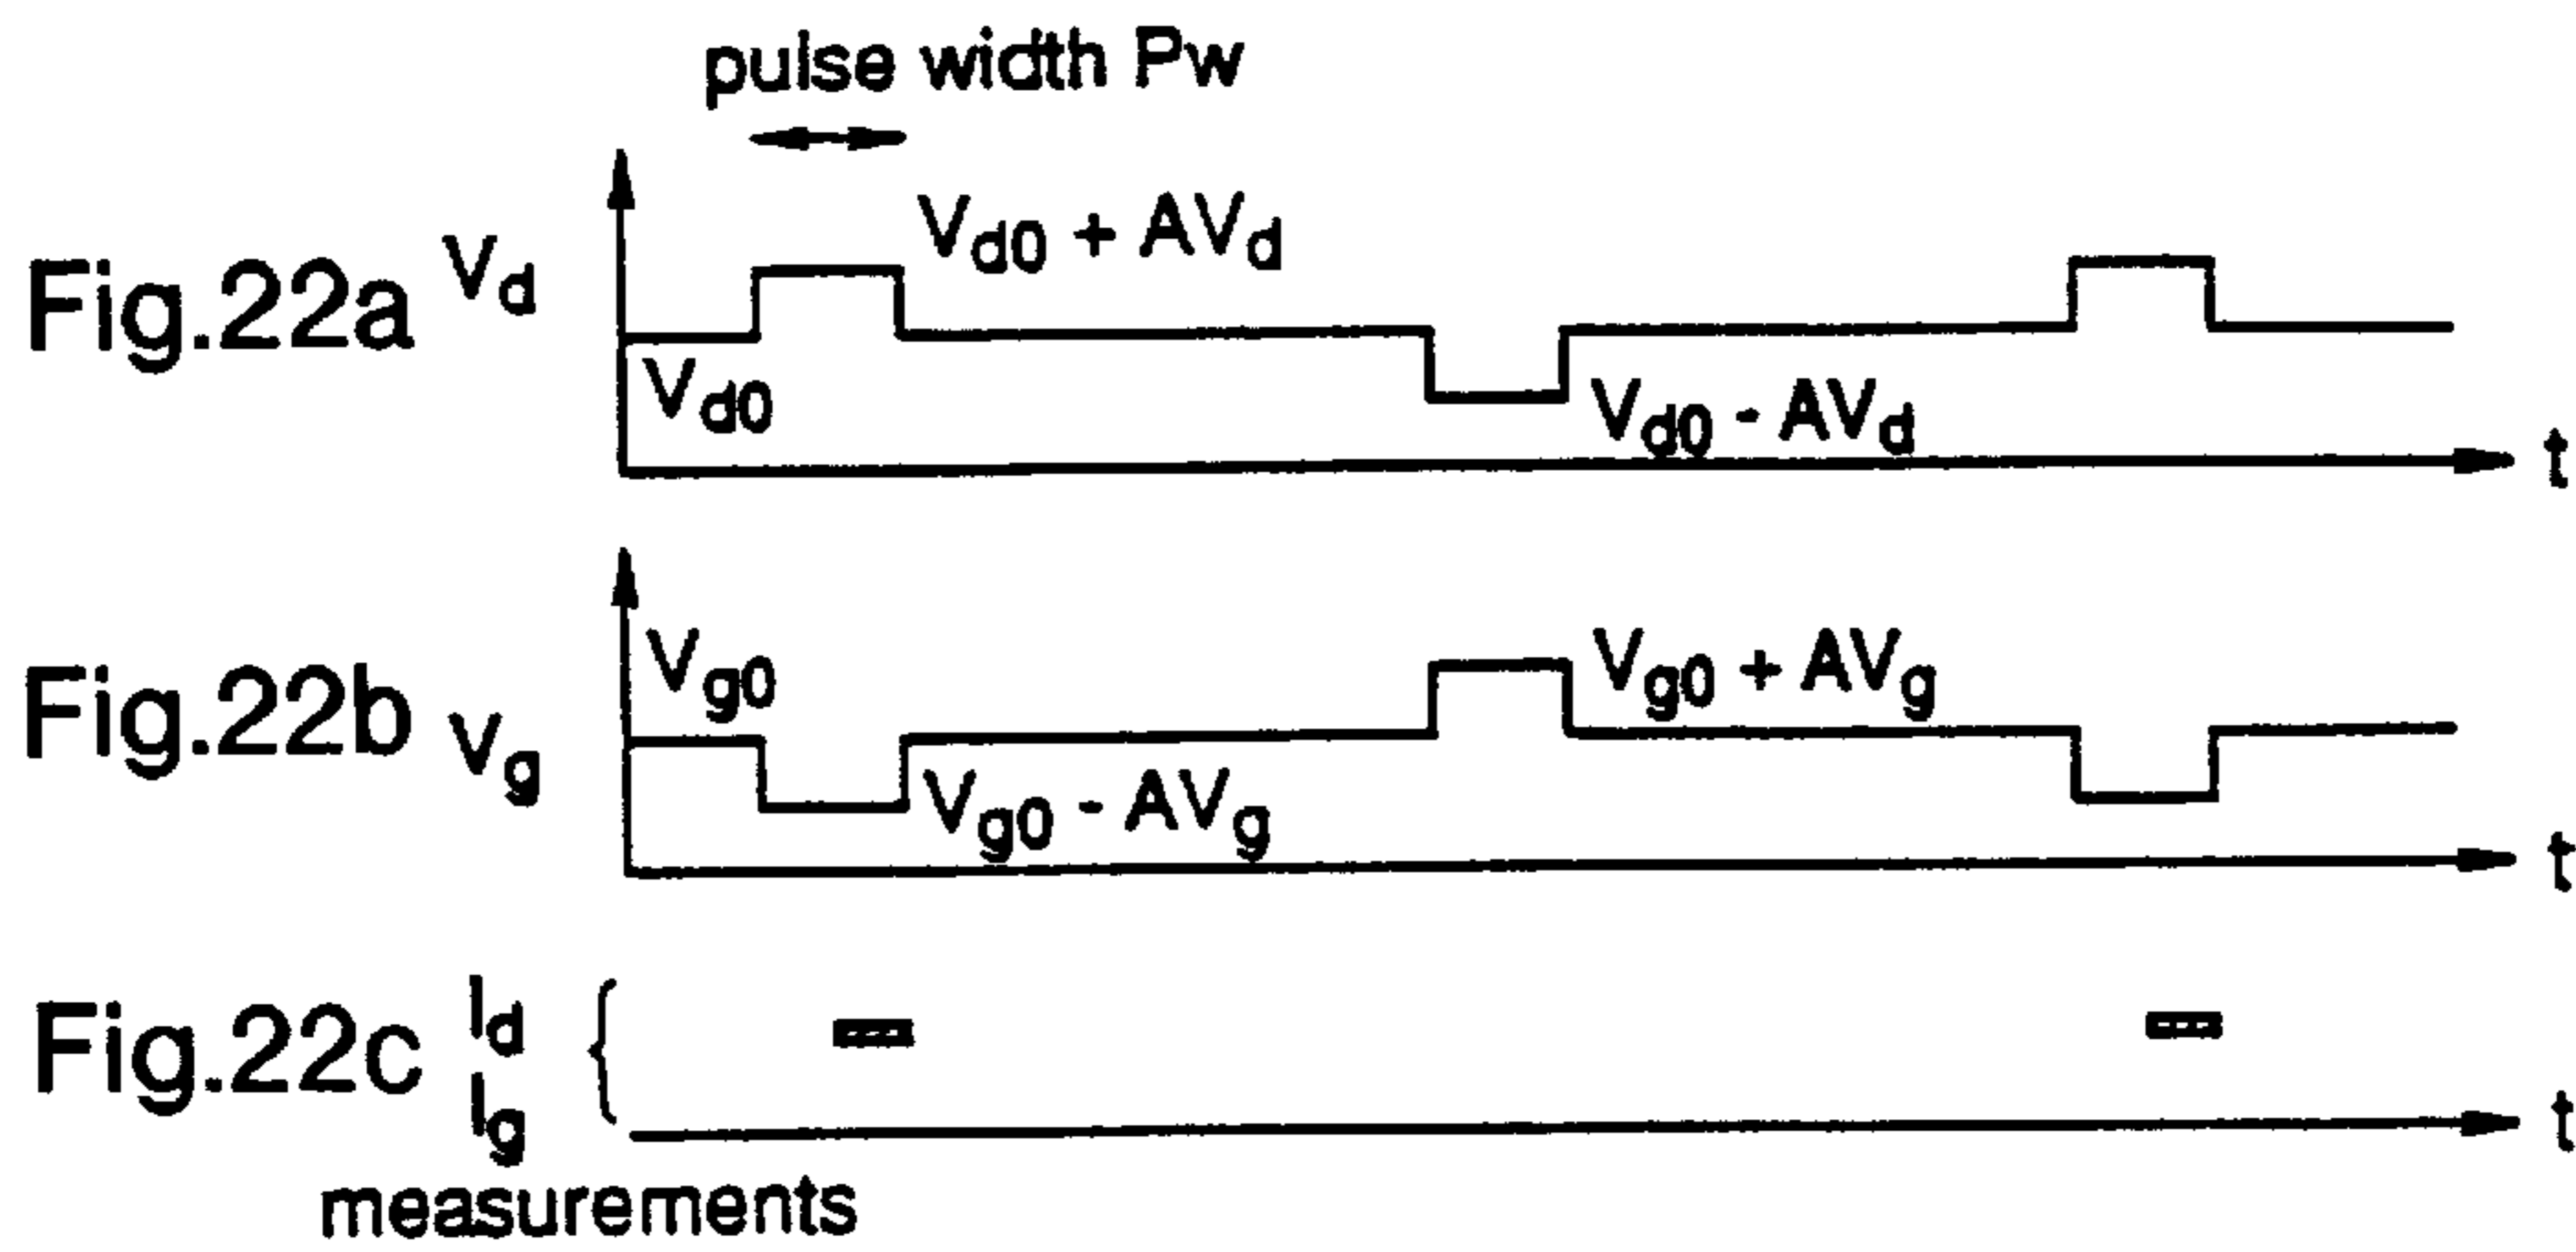 pulse width Pw
Fig.22a Vd
Vd0 + AVd
Vd0
Vd0 - AVd
t
Fig.22b Vg
Vg0
Vg0 + AVg
Vg0 - AVg
t
Fig.22c Id
Ig
t
measurements